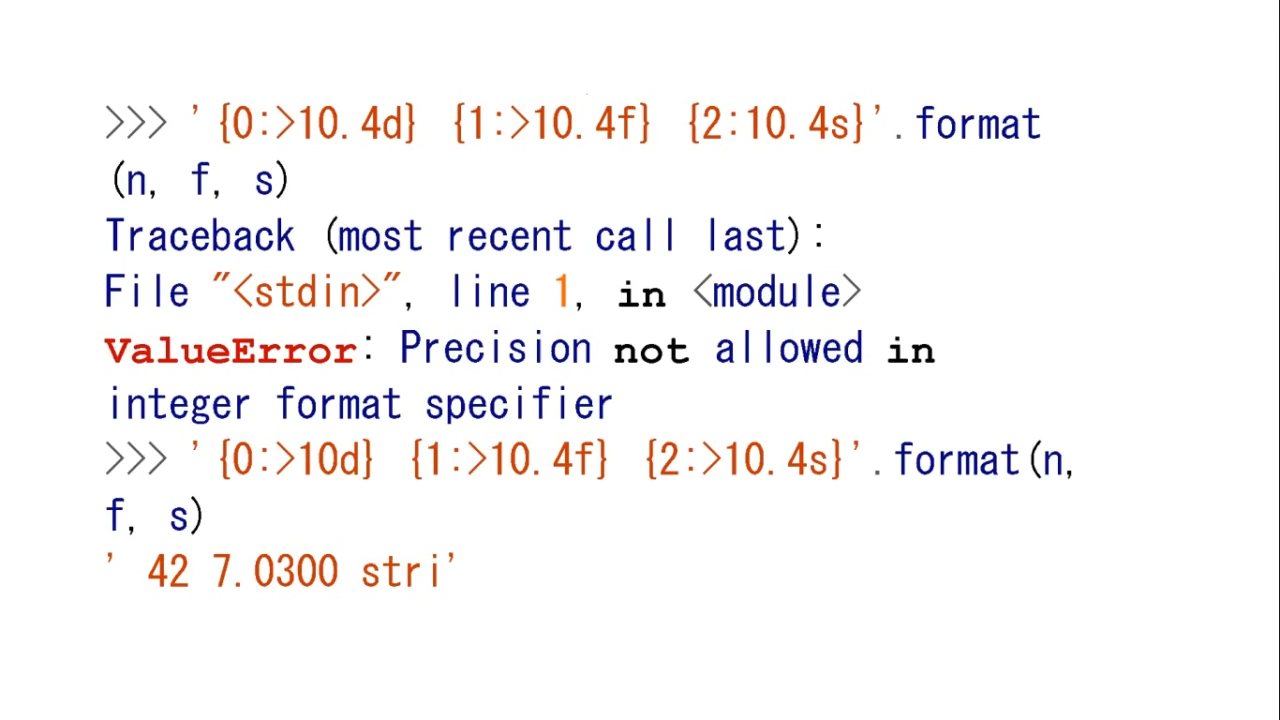 >>> '{0:>10.4d} {1:>10.4f} {2:10.4s}'.format
(n, f, s)
Traceback (most recent call last):
File "<stdin>", line 1, in <module>
ValueError: Precision not allowed in
integer format specifier
>>> '{0:>10d} {1:>10.4f} {2:>10.4s}'.format(n,
f, s)
' 42 7.0300 stri'